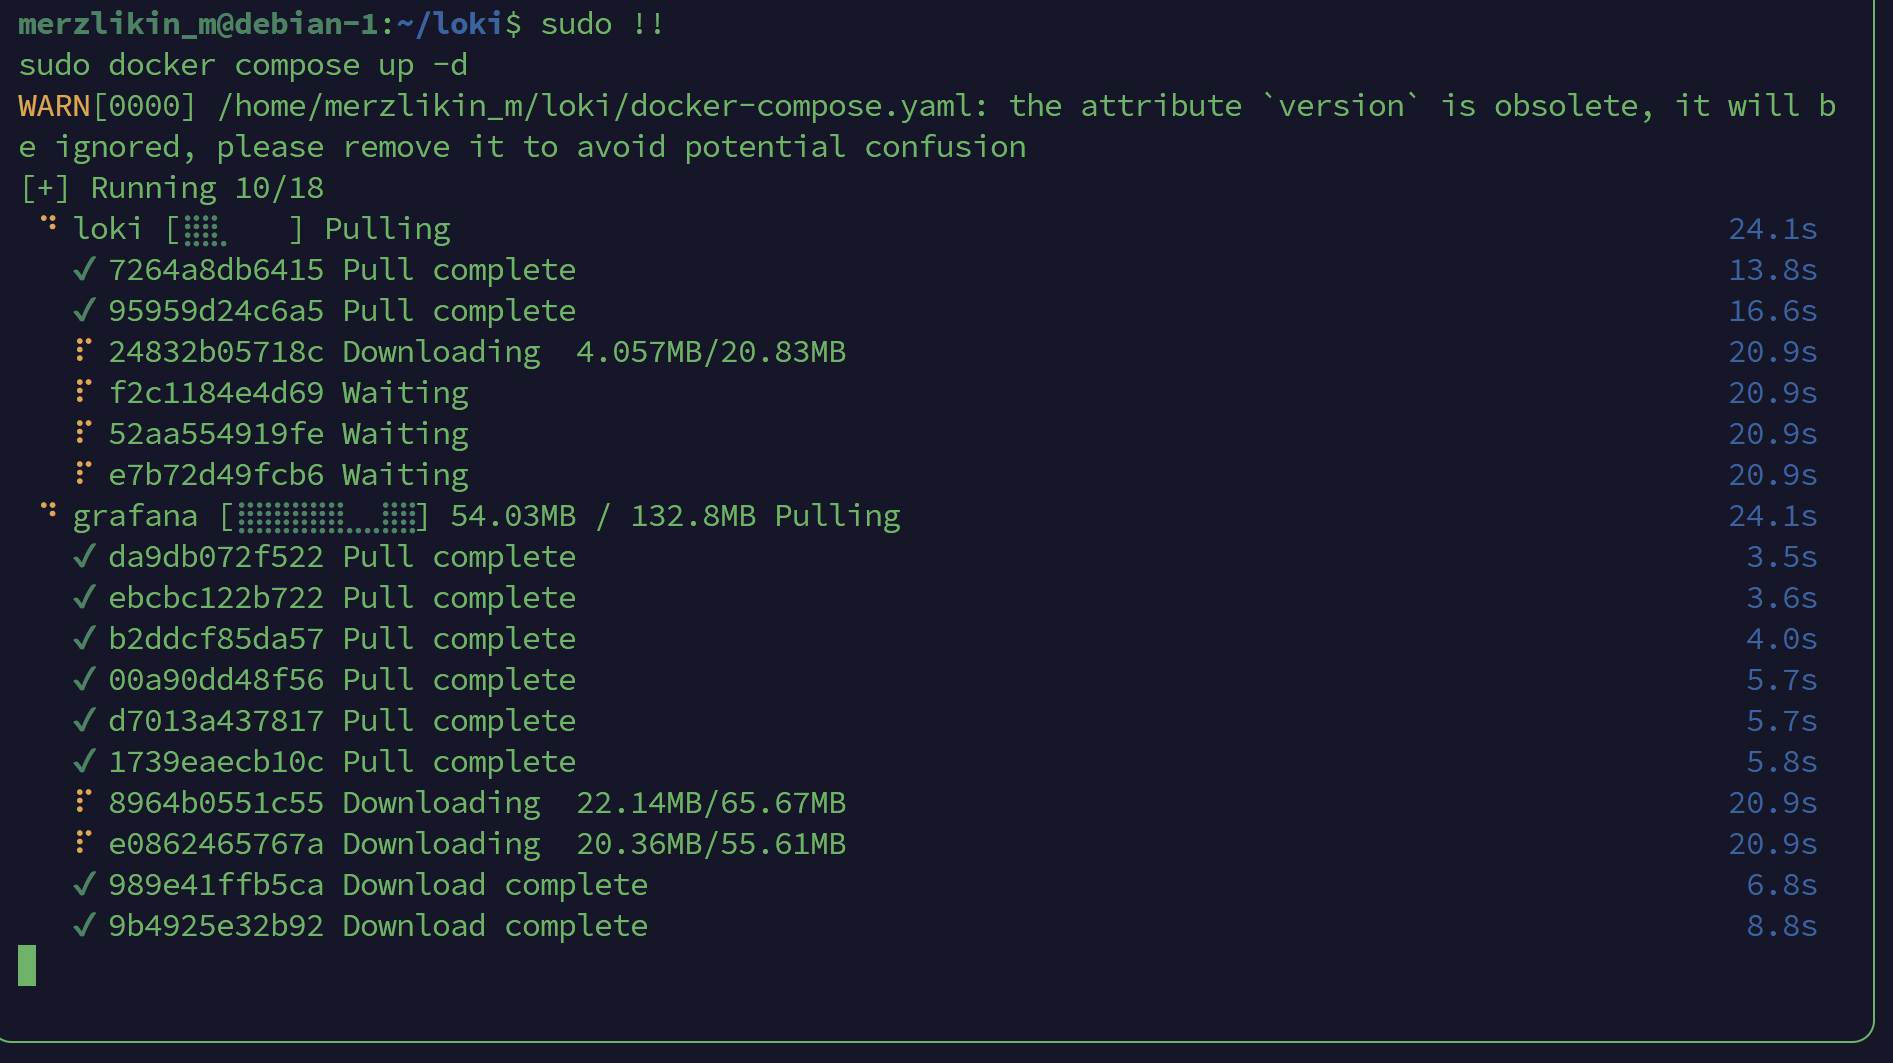 merzlikin_m@debian-1:~/loki$ sudo !!
sudo docker compose up -d
WARN[0000] /home/merzlikin_m/loki/docker-compose.yaml: the attribute `version` is obsolete, it will b
e ignored, please remove it to avoid potential confusion
[+] Running 10/18
⠙ loki [⣿⣿⣀   ] Pulling 24.1s
✔ 7264a8db6415 Pull complete 13.8s
✔ 95959d24c6a5 Pull complete 16.6s
⠏ 24832b05718c Downloading  4.057MB/20.83MB 20.9s
⠏ f2c1184e4d69 Waiting 20.9s
⠏ 52aa554919fe Waiting 20.9s
⠏ e7b72d49fcb6 Waiting 20.9s
⠙ grafana [⣿⣿⣿⣿⣿⣿⣀⣀⣿⣿] 54.03MB / 132.8MB Pulling 24.1s
✔ da9db072f522 Pull complete 3.5s
✔ ebcbc122b722 Pull complete 3.6s
✔ b2ddcf85da57 Pull complete 4.0s
✔ 00a90dd48f56 Pull complete 5.7s
✔ d7013a437817 Pull complete 5.7s
✔ 1739eaecb10c Pull complete 5.8s
⠏ 8964b0551c55 Downloading  22.14MB/65.67MB 20.9s
⠏ e0862465767a Downloading  20.36MB/55.61MB 20.9s
✔ 989e41ffb5ca Download complete 6.8s
✔ 9b4925e32b92 Download complete 8.8s